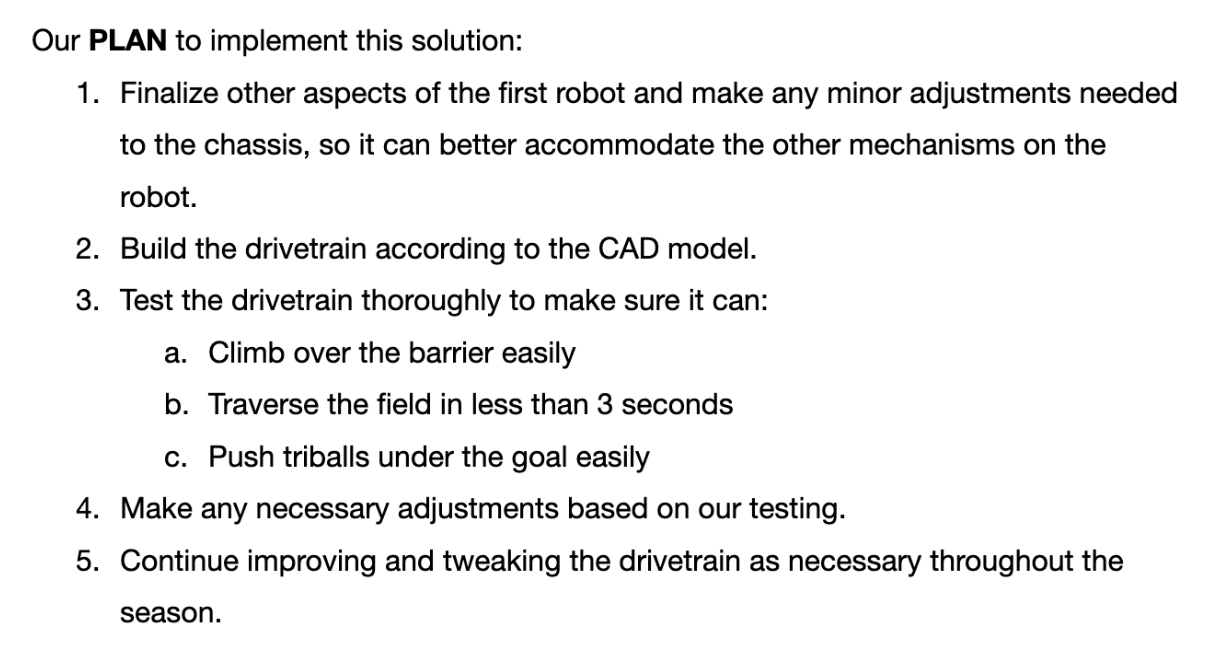 Our PLAN to implement this solution:
1. Finalize other aspects of the first robot and make any minor adjustments needed
to the chassis, so it can better accommodate the other mechanisms on the
robot.
2. Build the drivetrain according to the CAD model.
3. Test the drivetrain thoroughly to make sure it can:
a. Climb over the barrier easily
b. Traverse the field in less than 3 seconds
c. Push triballs under the goal easily
4. Make any necessary adjustments based on our testing.
5. Continue improving and tweaking the drivetrain as necessary throughout the
season.